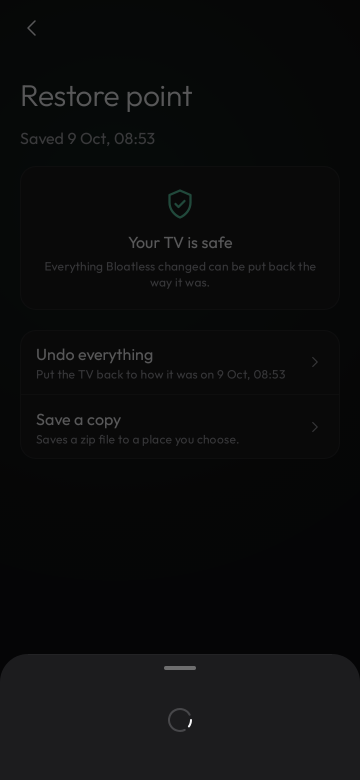 Restore point
Saved 9 Oct, 08:53
Your TV is safe
Everything Bloatless changed can be put back the
way it was.
Undo everything
Put the TV back to how it was on 9 Oct, 08:53
Save a copy
Saves a zip file to a place you choose.